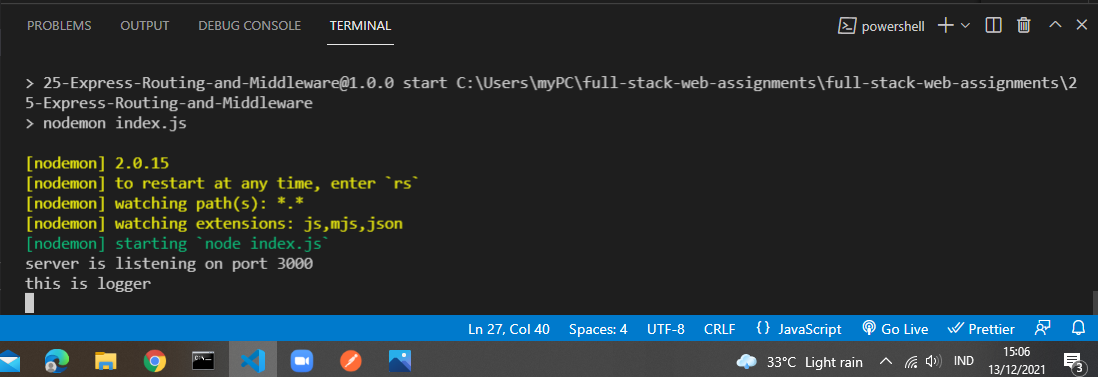 PROBLEMS OUTPUT DEBUG CONSOLE TERMINAL powershell
> 25-Express-Routing-and-Middleware@1.0.0 start C:\Users\myPC\full-stack-web-assignments\full-stack-web-assignments\2
5-Express-Routing-and-Middleware
> nodemon index.js
[nodemon] 2.0.15
[nodemon] to restart at any time, enter `rs`
[nodemon] watching path(s): *.*
[nodemon] watching extensions: js,mjs,json
[nodemon] starting `node index.js`
server is listening on port 3000
this is logger
Ln 27, Col 40 Spaces: 4 UTF-8 CRLF {} JavaScript Go Live Prettier
33°C Light rain IND 15:06
13/12/2021 3